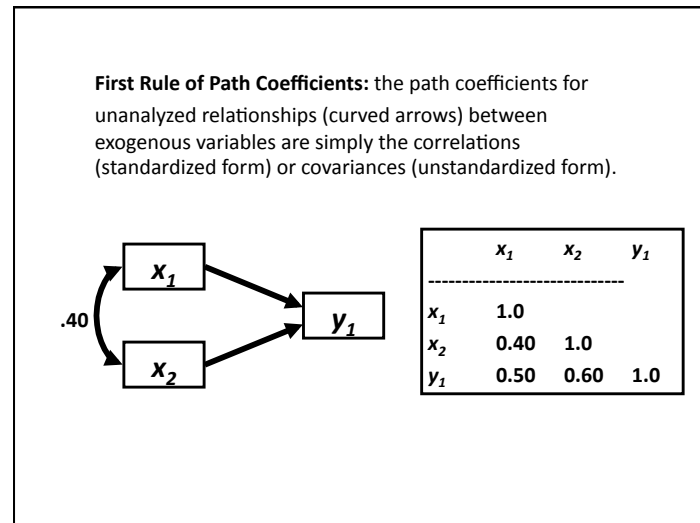 First Rule of Path Coefficients: the path coefficients for
unanalyzed relationships (curved arrows) between
exogenous variables are simply the correlations
(standardized form) or covariances (unstandardized form).
x1
.40
y1
x2
x1 x2 y1
------------------------------
x1 1.0
x2 0.40 1.0
y1 0.50 0.60 1.0